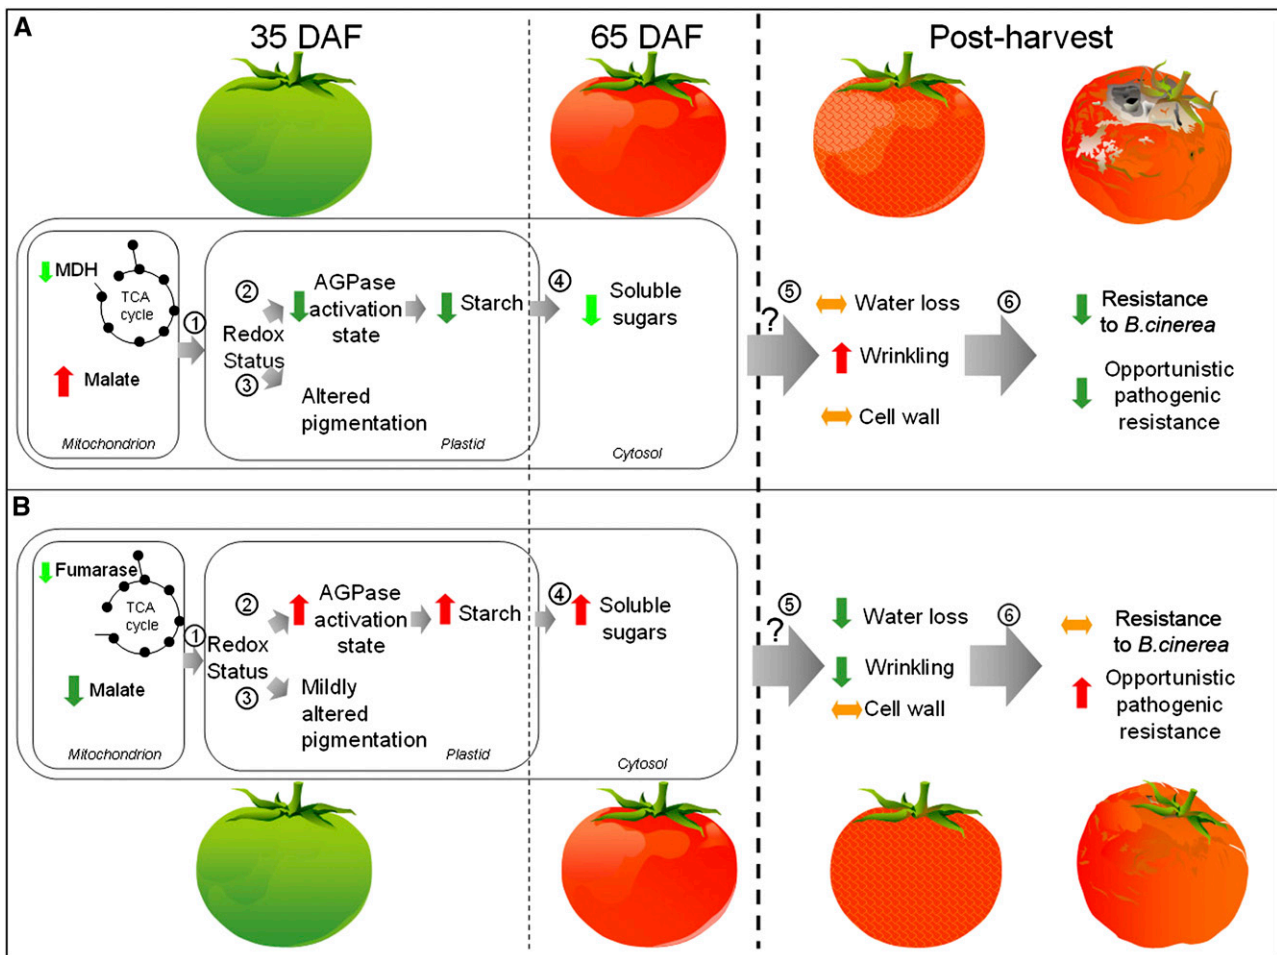 A
35 DAF
65 DAF
Post-harvest
MDH
TCA
cycle
Malate
Mitochondrion
1
2
Redox
Status
3
AGPase
activation
state
Starch
Altered
pigmentation
Plastid
4
Soluble
sugars
Cytosol
?
5
Water loss
Wrinkling
Cell wall
6
Resistance
to B.cinerea
Opportunistic
pathogenic
resistance
B
Fumarase
TCA
cycle
Malate
Mitochondrion
1
2
Redox
Status
3
AGPase
activation
state
Starch
Mildly
altered
pigmentation
Plastid
4
Soluble
sugars
Cytosol
?
5
Water loss
Wrinkling
Cell wall
6
Resistance
to B.cinerea
Opportunistic
pathogenic
resistance